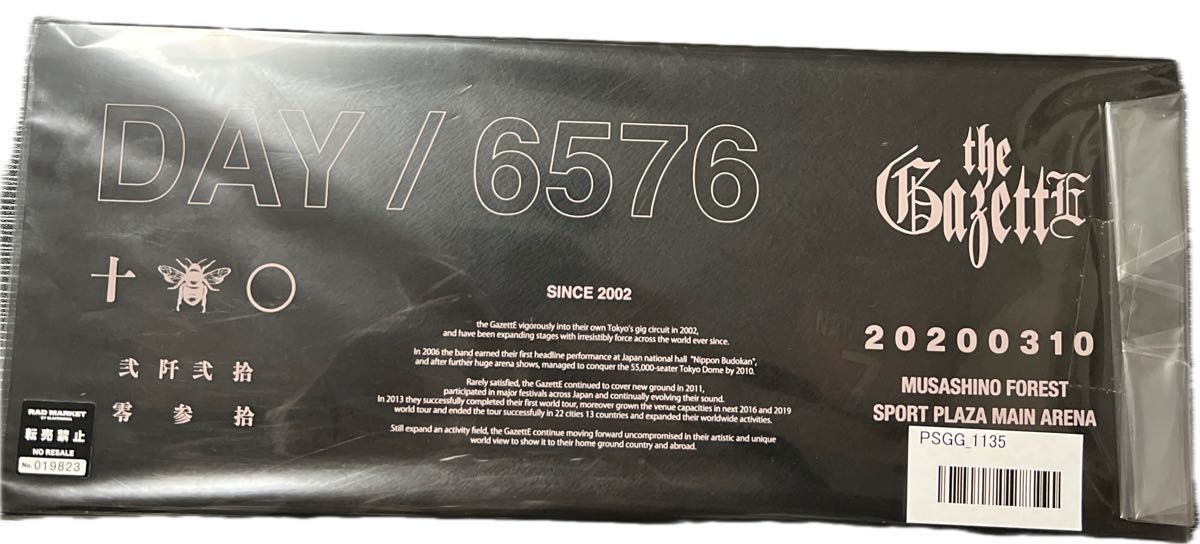 DAY / 6576
the
GazettE
十 〇
弐 阡 弐 拾
零 参 拾
SINCE 2002
the GazettE vigorously into their own Tokyo's gig circuit in 2002,
and have been expanding stages with irresistibly force across the world ever since.
In 2006 the band earned their first headline performance at Japan national hall "Nippon Budokan",
and after further huge arena shows, managed to conquer the 55,000-seater Tokyo Dome by 2010.
Rarely satisfied, the GazettE continued to cover new ground in 2011,
participated in major festivals across Japan and continually evolving their sound.
In 2013 they successfully completed their first world tour, moreover grown the venue capacities in next 2016 and 2019
world tour and ended the tour successfully in 22 cities 13 countries and expanded their worldwide activities.
Still expand an activity field, the GazettE continue moving forward uncompromised in their artistic and unique
world view to show it to their home ground country and abroad.
20200310
MUSASHINO FOREST
SPORT PLAZA MAIN ARENA
PSGG_1135
RAD MARKET
転売禁止
NO RESALE
No. 019823